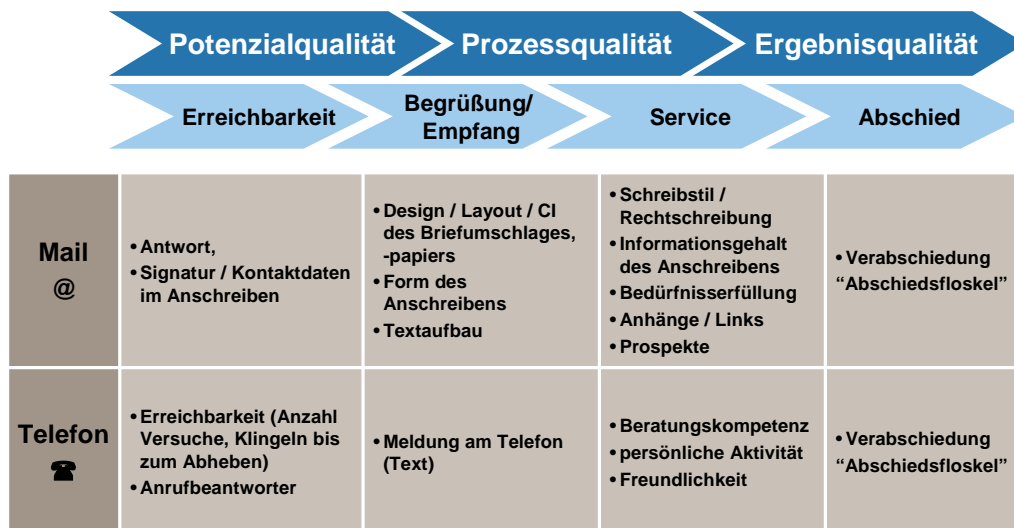 Potenzialqualität
Prozessqualität
Ergebnisqualität
Erreichbarkeit
Begrüßung/
Empfang
Service
Abschied
Mail
@
• Antwort,
• Signatur / Kontaktdaten
im Anschreiben
• Design / Layout / CI
des Briefumschlages,
-papiers
• Form des
Anschreibens
• Textaufbau
• Schreibstil /
Rechtschreibung
• Informationsgehalt
des Anschreibens
• Bedürfnisserfüllung
• Anhänge / Links
• Prospekte
• Verabschiedung
“Abschiedsfloskel”
Telefon
☎
• Erreichbarkeit (Anzahl
Versuche, Klingeln bis
zum Abheben)
• Anrufbeantworter
• Meldung am Telefon
(Text)
• Beratungskompetenz
• persönliche Aktivität
• Freundlichkeit
• Verabschiedung
“Abschiedsfloskel”